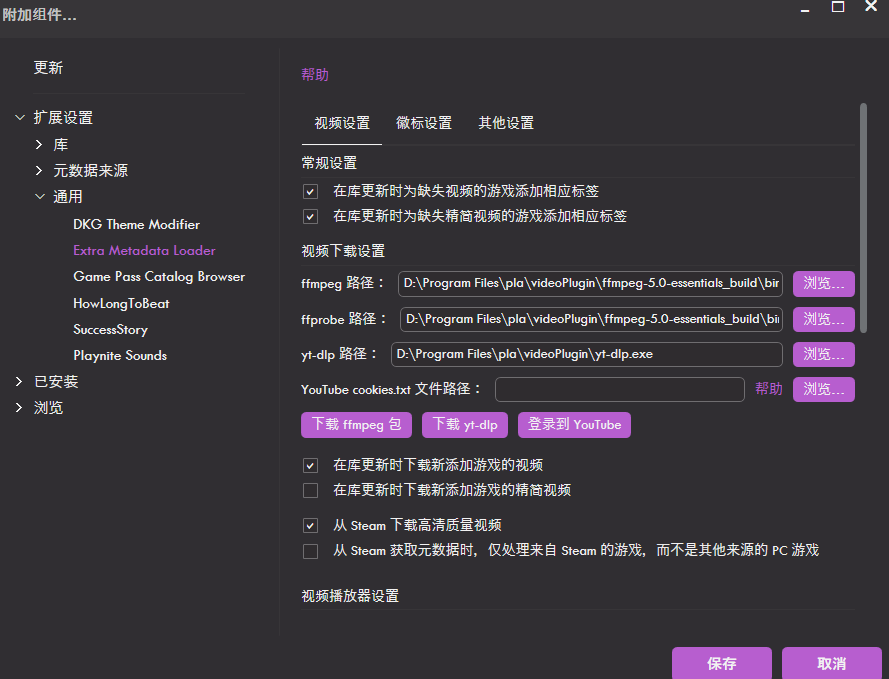 附加组件...
更新
扩展设置
库
元数据来源
通用
DKG Theme Modifier
Extra Metadata Loader
Game Pass Catalog Browser
HowLongToBeat
SuccessStory
Playnite Sounds
已安装
浏览
帮助
视频设置 徽标设置 其他设置
常规设置
在库更新时为缺失视频的游戏添加相应标签
在库更新时为缺失精简视频的游戏添加相应标签
视频下载设置
ffmpeg 路径： D:\Program Files\pla\videoPlugin\ffmpeg-5.0-essentials_build\bin 浏览...
ffprobe 路径： D:\Program Files\pla\videoPlugin\ffmpeg-5.0-essentials_build\bin 浏览...
yt-dlp 路径： D:\Program Files\pla\videoPlugin\yt-dlp.exe 浏览...
YouTube cookies.txt 文件路径： 帮助 浏览...
下载 ffmpeg 包 下载 yt-dlp 登录到 YouTube
在库更新时下载新添加游戏的视频
在库更新时下载新添加游戏的精简视频
从 Steam 下载高清质量视频
从 Steam 获取元数据时，仅处理来自 Steam 的游戏，而不是其他来源的 PC 游戏
视频播放器设置
保存 取消